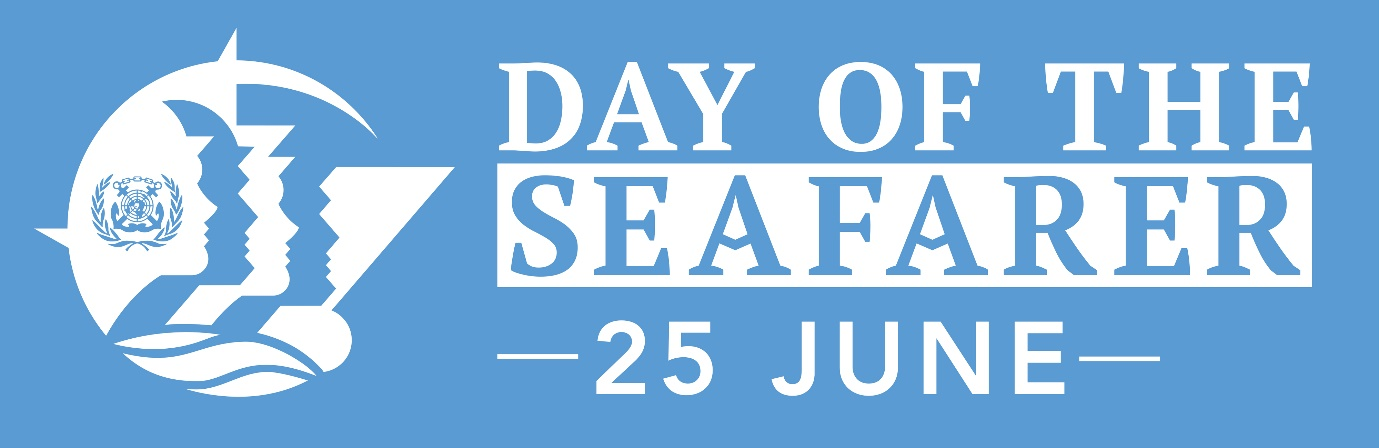 DAY OF THE
SEAFARER
25 JUNE